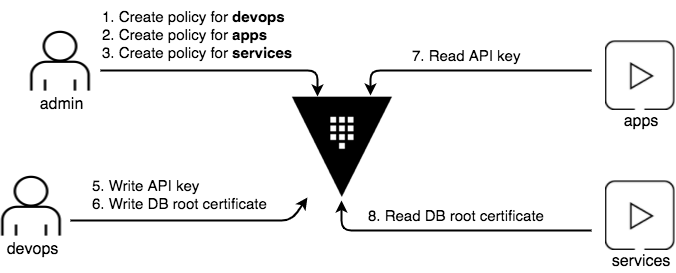 1. Create policy for devops
2. Create policy for apps
3. Create policy for services
admin
7. Read API key
apps
5. Write API key
6. Write DB root certificate
devops
8. Read DB root certificate
services